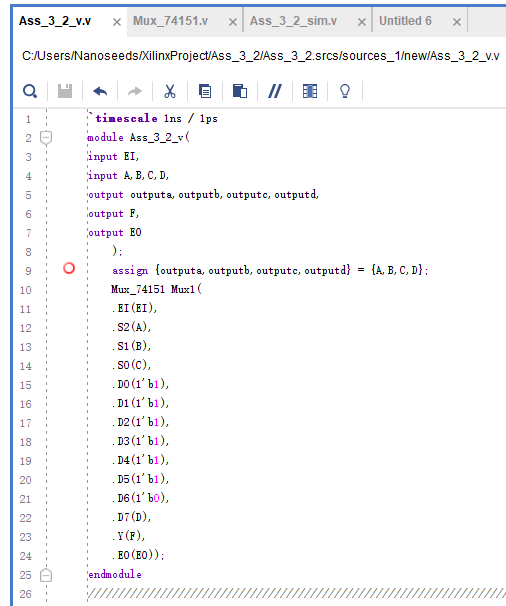 Ass_3_2_v.v × Mux_74151.v × Ass_3_2_sim.v × Untitled 6 ×
C:/Users/Nanoseeds/XilinxProject/Ass_3_2/Ass_3_2.srcs/sources_1/new/Ass_3_2_v.v
1 `timescale 1ns / 1ps
2 module Ass_3_2_v(
3 input EI,
4 input A,B,C,D,
5 output outputa,outputb,outputc,outputd,
6 output F,
7 output EO
8 );
9 assign {outputa,outputb,outputc,outputd} = {A,B,C,D};
10 Mux_74151 Mux1(
11 .EI(EI),
12 .S2(A),
13 .S1(B),
14 .S0(C),
15 .D0(1'b1),
16 .D1(1'b1),
17 .D2(1'b1),
18 .D3(1'b1),
19 .D4(1'b1),
20 .D5(1'b1),
21 .D6(1'b0),
22 .D7(D),
23 .Y(F),
24 .EO(EO));
25 endmodule
26 ////////////////////////////////////////////////////////////////////////////////